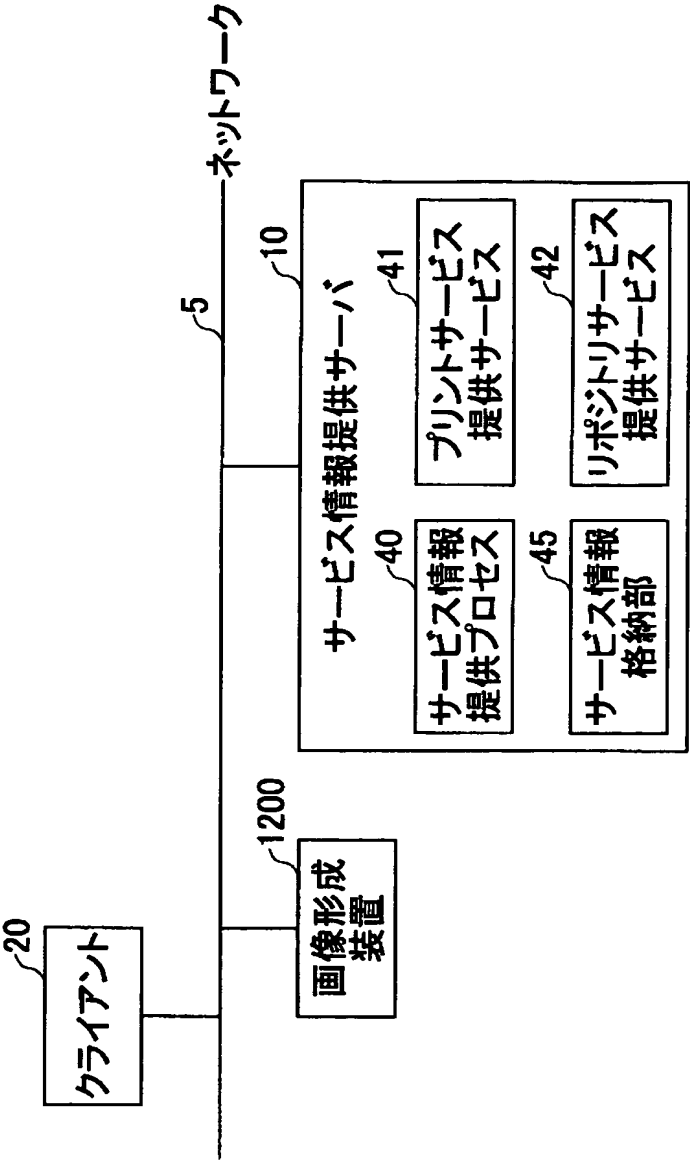 20
クライアント
5
ネットワーク
1200
画像形成
装置
10
サービス情報提供サーバ
40
サービス情報
提供プロセス
41
プリントサービス
提供サービス
45
サービス情報
格納部
42
リポジトリサービス
提供サービス